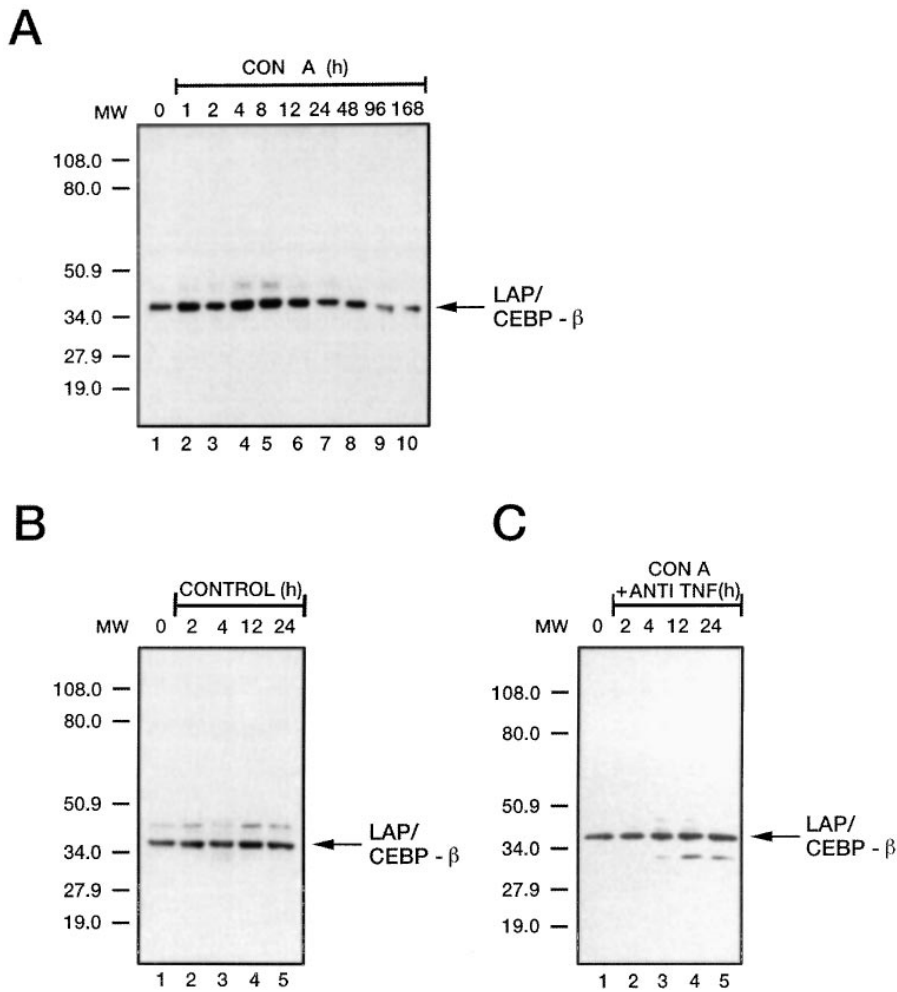 A
CON A (h)
MW 0 1 2 4 8 12 24 48 96 168
108.0
80.0
50.9
LAP/
CEBP - β
34.0
27.9
19.0
1 2 3 4 5 6 7 8 9 10
B
CONTROL (h)
MW 0 2 4 12 24
108.0
80.0
50.9
LAP/
CEBP - β
34.0
27.9
19.0
1 2 3 4 5
C
CON A
+ANTI TNF(h)
MW 0 2 4 12 24
108.0
80.0
50.9
LAP/
CEBP - β
34.0
27.9
19.0
1 2 3 4 5